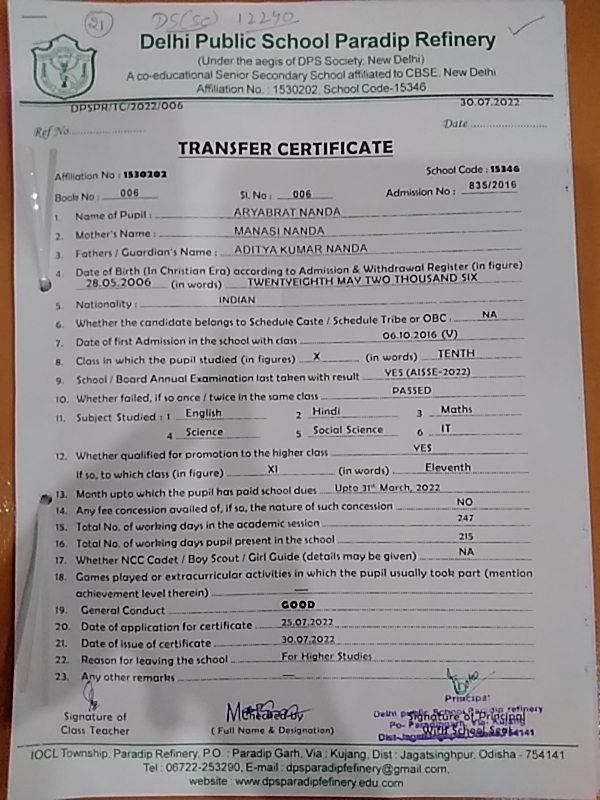 21 DS(SC) 12290
Delhi Public School Paradip Refinery
(Under the aegis of DPS Society, New Delhi)
A co-educational Senior Secondary School affiliated to CBSE, New Delhi
Affiliation No. : 1530202, School Code-15346
DPSPR/TC/2022/006 30.07.2022
Ref No. Date
TRANSFER CERTIFICATE
Affiliation No : 1530202 School Code : 15346
Book No : 006 Sl. No : 006 Admission No : 835/2016
1. Name of Pupil : ARYABRAT NANDA
2. Mother's Name : MANASI NANDA
3. Fathers / Guardian's Name : ADITYA KUMAR NANDA
4. Date of Birth (In Christian Era) according to Admission & Withdrawal Register (in figure)
28.05.2006 (in words) TWENTYEIGHTH MAY TWO THOUSAND SIX
5. Nationality : INDIAN
6. Whether the candidate belongs to Schedule Caste / Schedule Tribe or OBC : NA
7. Date of first Admission in the school with class 06.10.2016 (V)
8. Class in which the pupil studied (in figures) X (in words) TENTH
9. School / Board Annual Examination last taken with result YES (AISSE-2022)
10. Whether failed, if so once / twice in the same class PASSED
11. Subject Studied : 1 English 2 Hindi 3 Maths
4 Science 5 Social Science 6 IT
12. Whether qualified for promotion to the higher class YES
If so, to which class (in figure) XI (in words) Eleventh
13. Month upto which the pupil has paid school dues Upto 31st March, 2022
14. Any fee concession availed of, if so, the nature of such concession NO
15. Total No. of working days in the academic session 247
16. Total No. of working days pupil present in the school 215
17. Whether NCC Cadet / Boy Scout / Girl Guide (details may be given) NA
18. Games played or extracurricular activities in which the pupil usually took part (mention
achievement level therein) —
19. General Conduct GOOD
20. Date of application for certificate 25.07.2022
21. Date of issue of certificate 30.07.2022
22. Reason for leaving the school For Higher Studies
23. Any other remarks —
Principal
Delhi public School Paradip refinery
Signature of Checked by Signature of Principal
Po- Paradipgarh, Via- Kujang
Class Teacher ( Full Name & Designation) With School Seal
Dist-Jagatsinghpur, 754141
IOCL Township, Paradip Refinery, P.O. : Paradip Garh, Via : Kujang, Dist : Jagatsinghpur, Odisha - 754141
Tel : 06722-253290, E-mail : dpsparadipfefinery@gmail.com,
website : www.dpsparadipfefinery.edu.com